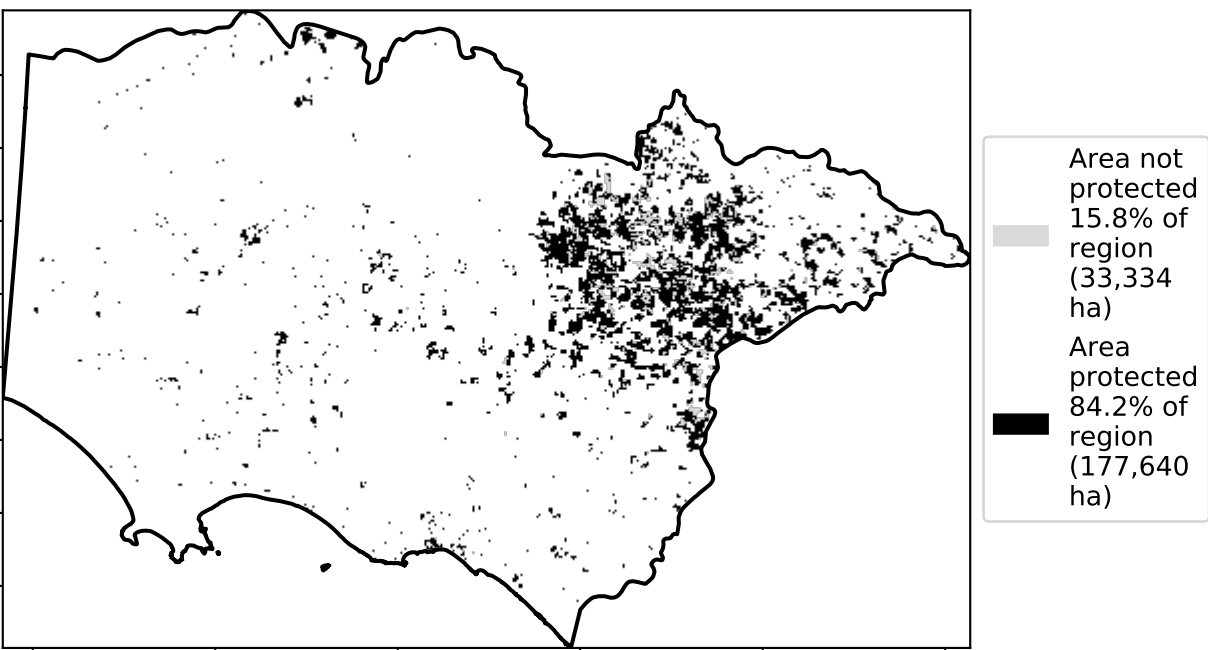 Area not
protected
15.8% of
region
(33,334
ha)
Area
protected
84.2% of
region
(177,640
ha)